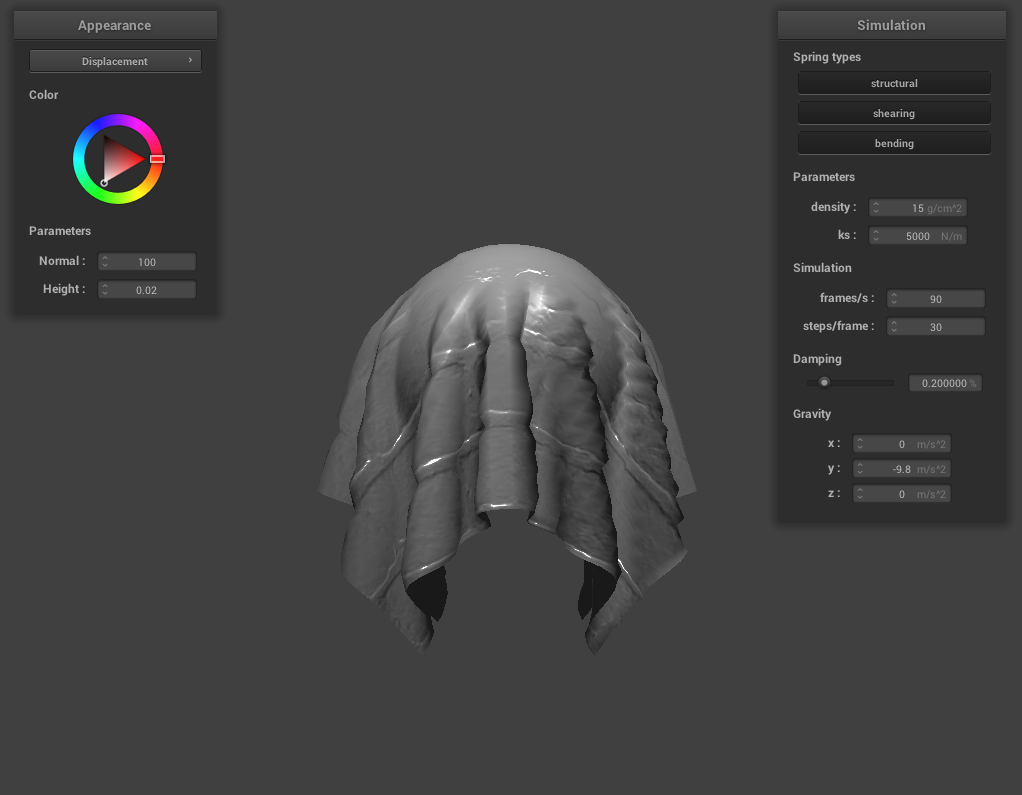 Appearance
Displacement
Color
Parameters
Normal : 100
Height : 0.02
Simulation
Spring types
structural
shearing
bending
Parameters
density : 15 g/cm^2
ks : 5000 N/m
Simulation
frames/s : 90
steps/frame : 30
Damping
0.200000 %
Gravity
x : 0 m/s^2
y : -9.8 m/s^2
z : 0 m/s^2